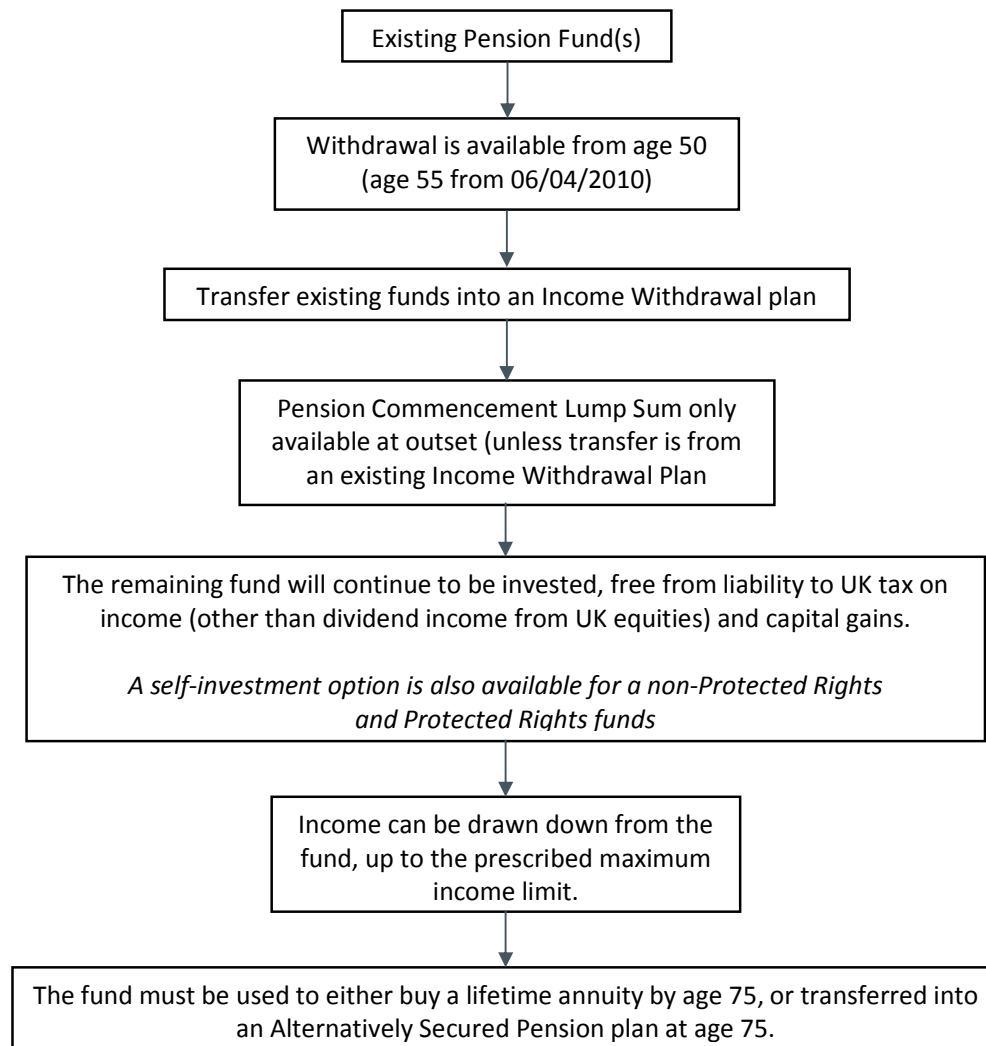 Existing Pension Fund(s)
Withdrawal is available from age 50
(age 55 from 06/04/2010)
Transfer existing funds into an Income Withdrawal plan
Pension Commencement Lump Sum only
available at outset (unless transfer is from
an existing Income Withdrawal Plan
The remaining fund will continue to be invested, free from liability to UK tax on
income (other than dividend income from UK equities) and capital gains.
A self-investment option is also available for a non-Protected Rights
and Protected Rights funds
Income can be drawn down from the
fund, up to the prescribed maximum
income limit.
The fund must be used to either buy a lifetime annuity by age 75, or transferred into
an Alternatively Secured Pension plan at age 75.